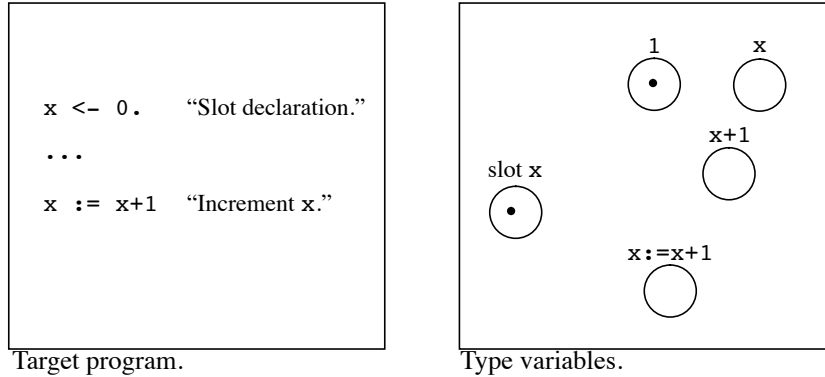 x <- 0. “Slot declaration.”
...
x := x+1 “Increment x.”
Target program.
1 x
x+1
slot x
x:=x+1
Type variables.